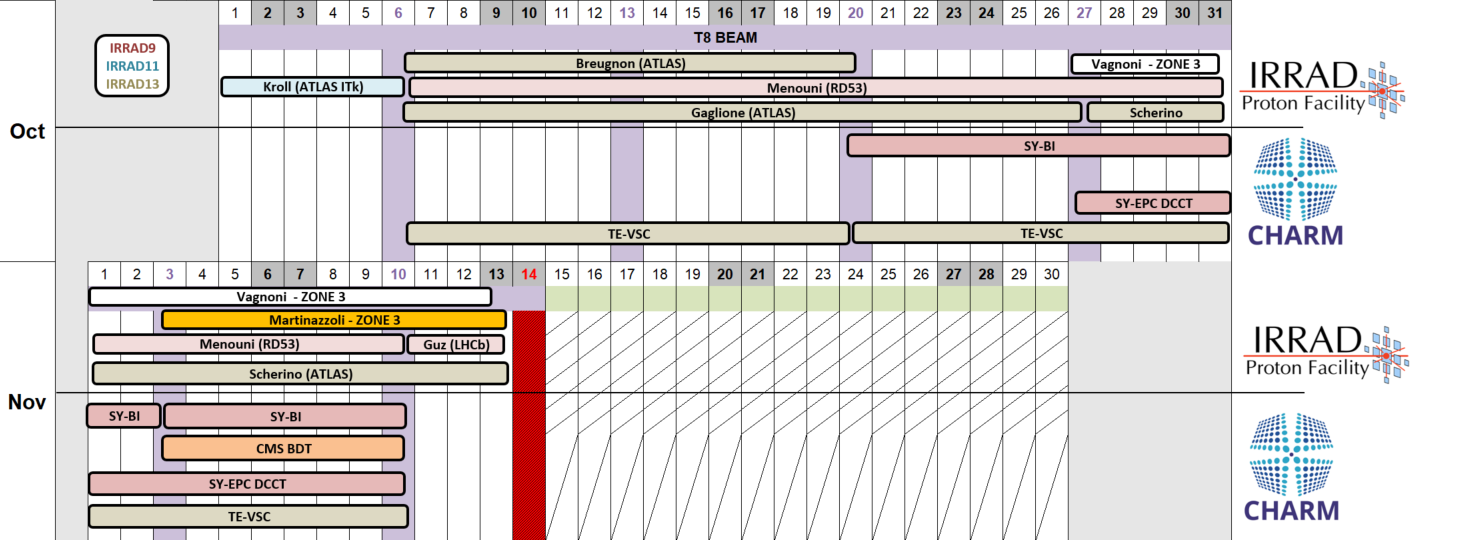 1 2 3 4 5 6 7 8 9 10 11 12 13 14 15 16 17 18 19 20 21 22 23 24 25 26 27 28 29 30 31
T8 BEAM
IRRAD9
IRRAD11
IRRAD13
Breugnon (ATLAS)
Vagnoni - ZONE 3
Kroll (ATLAS ITk)
Menouni (RD53)
Gaglione (ATLAS)
Scherino
IRRAD
Proton Facility
Oct
SY-BI
SY-EPC DCCT
TE-VSC
TE-VSC
CHARM
1 2 3 4 5 6 7 8 9 10 11 12 13 14 15 16 17 18 19 20 21 22 23 24 25 26 27 28 29 30
Vagnoni - ZONE 3
Martinazzoli - ZONE 3
Menouni (RD53)
Guz (LHCb)
Scherino (ATLAS)
IRRAD
Proton Facility
Nov
SY-BI
SY-BI
CMS BDT
SY-EPC DCCT
TE-VSC
CHARM